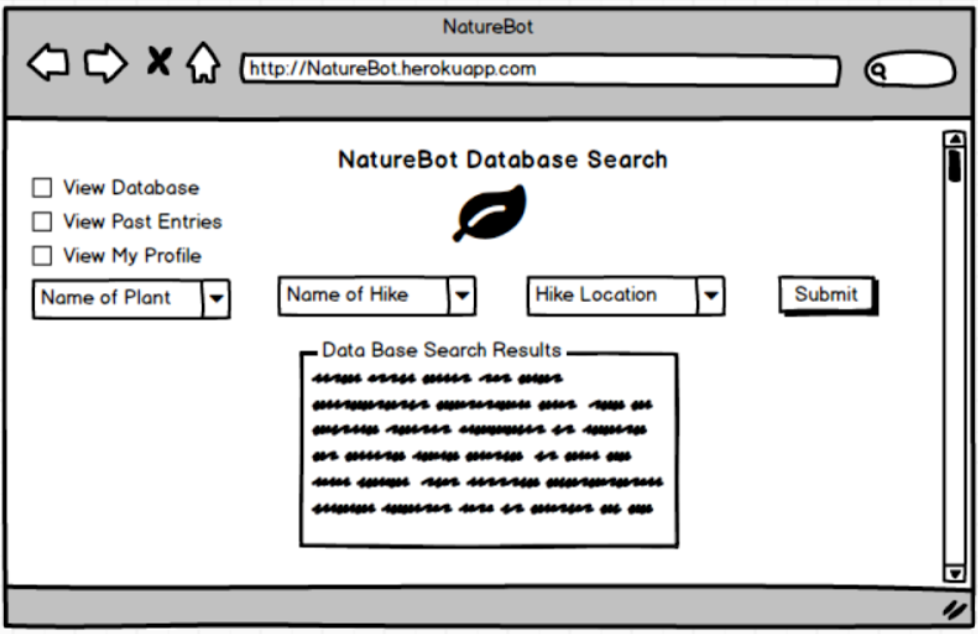 NatureBot
http://NatureBot.herokuapp.com
NatureBot Database Search
View Database
View Past Entries
View My Profile
Name of Plant
Name of Hike
Hike Location
Submit
Data Base Search Results